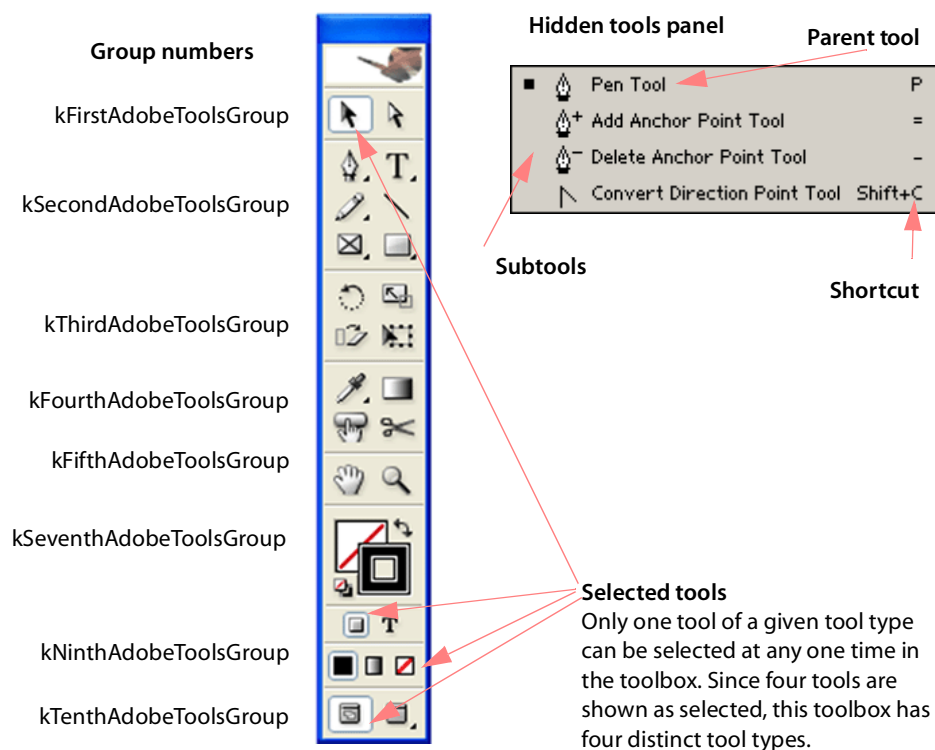 Group numbers
kFirstAdobeToolsGroup
kSecondAdobeToolsGroup
kThirdAdobeToolsGroup
kFourthAdobeToolsGroup
kFifthAdobeToolsGroup
kSeventhAdobeToolsGroup
kNinthAdobeToolsGroup
kTenthAdobeToolsGroup
T
T
Hidden tools panel
Parent tool
Pen Tool P
Add Anchor Point Tool =
Delete Anchor Point Tool -
Convert Direction Point Tool Shift+C
Subtools
Shortcut
Selected tools
Only one tool of a given tool type
can be selected at any one time in
the toolbox. Since four tools are
shown as selected, this toolbox has
four distinct tool types.